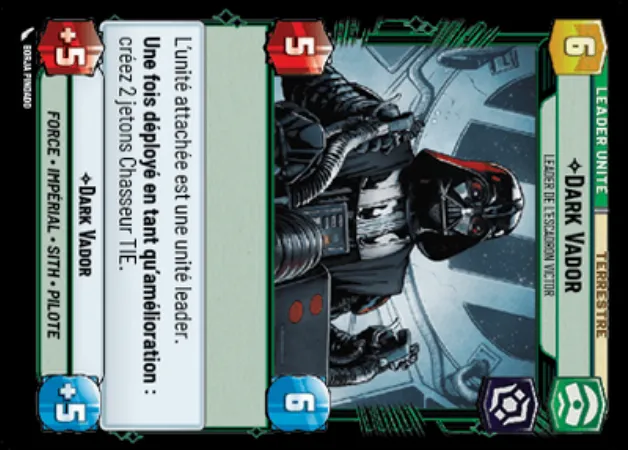 6
LEADER UNITÉ
TERRESTRE
DARK VADOR
LEADER DE L'ESCADRON VICTOR
5
6
L'unité attachée est une unité leader.
Une fois déployé en tant qu'amélioration :
créez 2 jetons Chasseur TIE.
+5
DARK VADOR
+5
FORCE • IMPÉRIAL • SITH • PILOTE
BORJA PINDADO